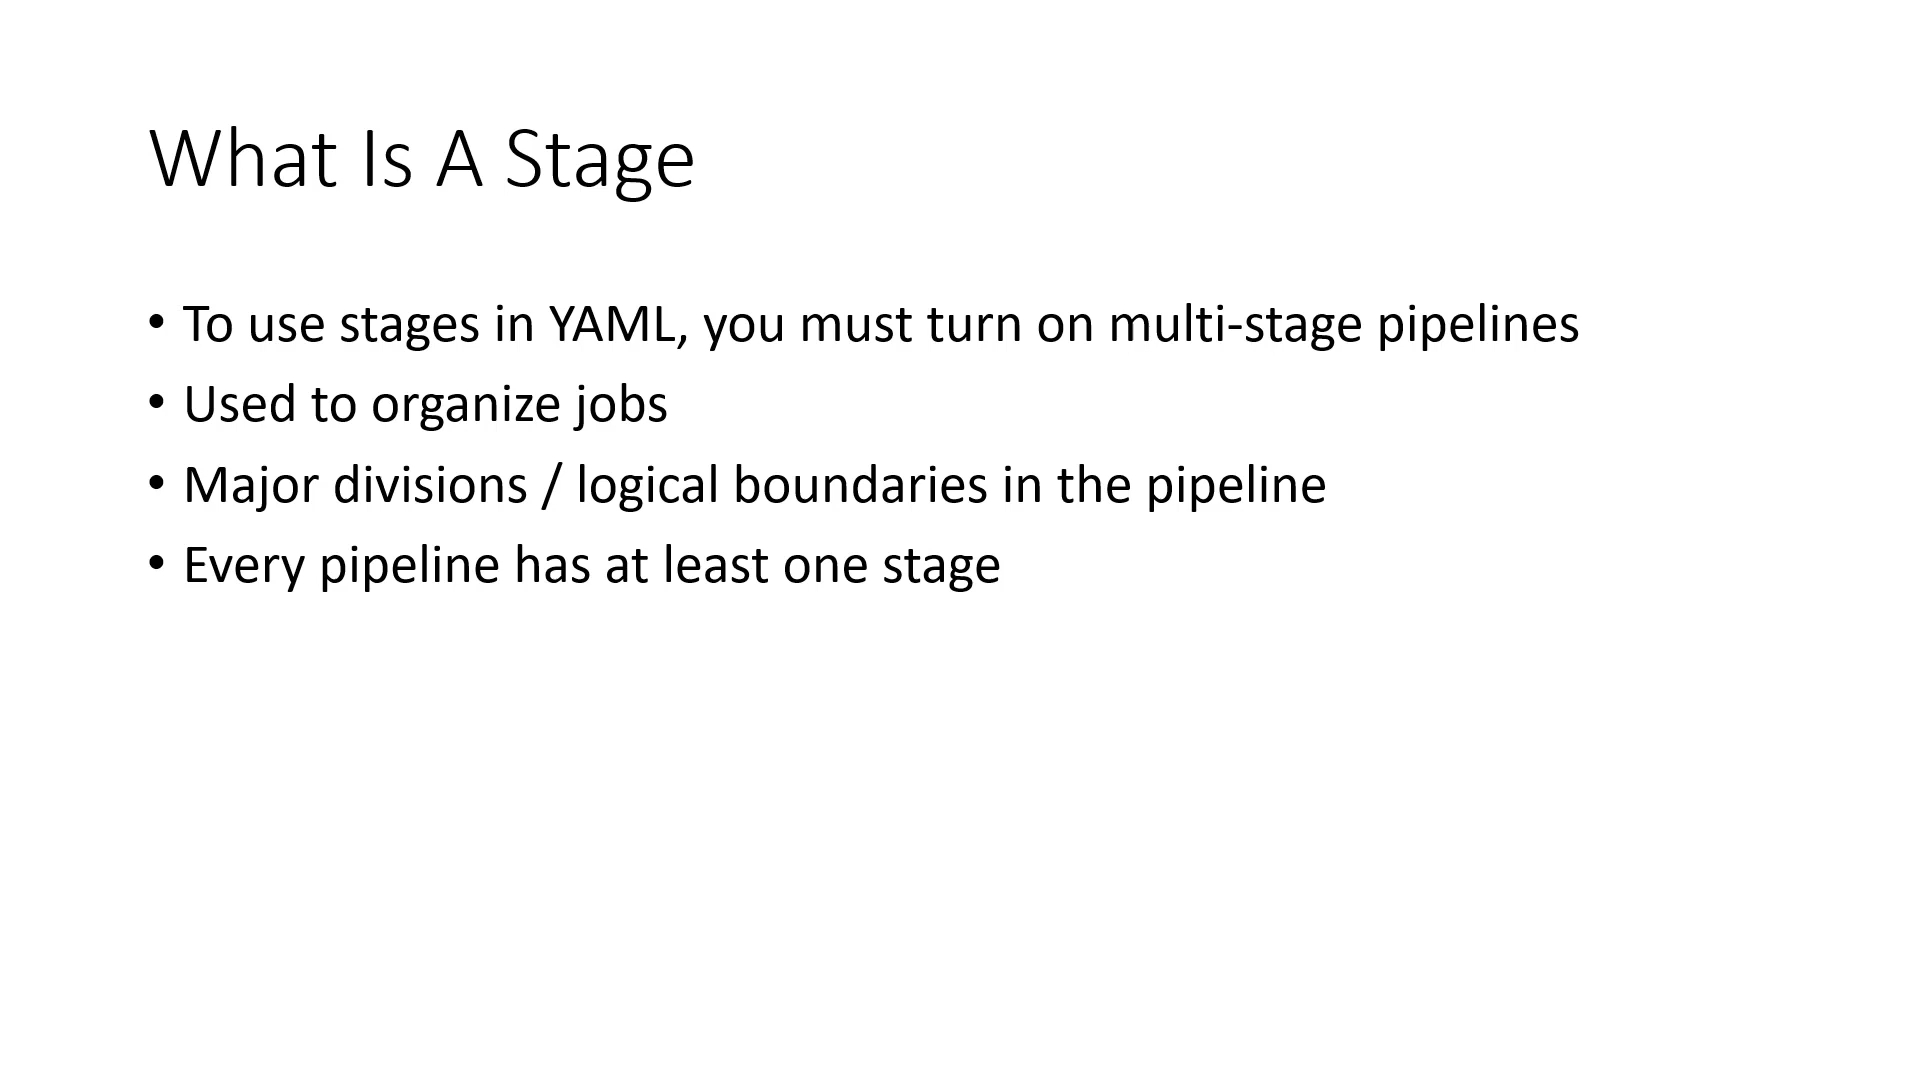 What Is A Stage
• To use stages in YAML, you must turn on multi-stage pipelines
• Used to organize jobs
• Major divisions / logical boundaries in the pipeline
• Every pipeline has at least one stage